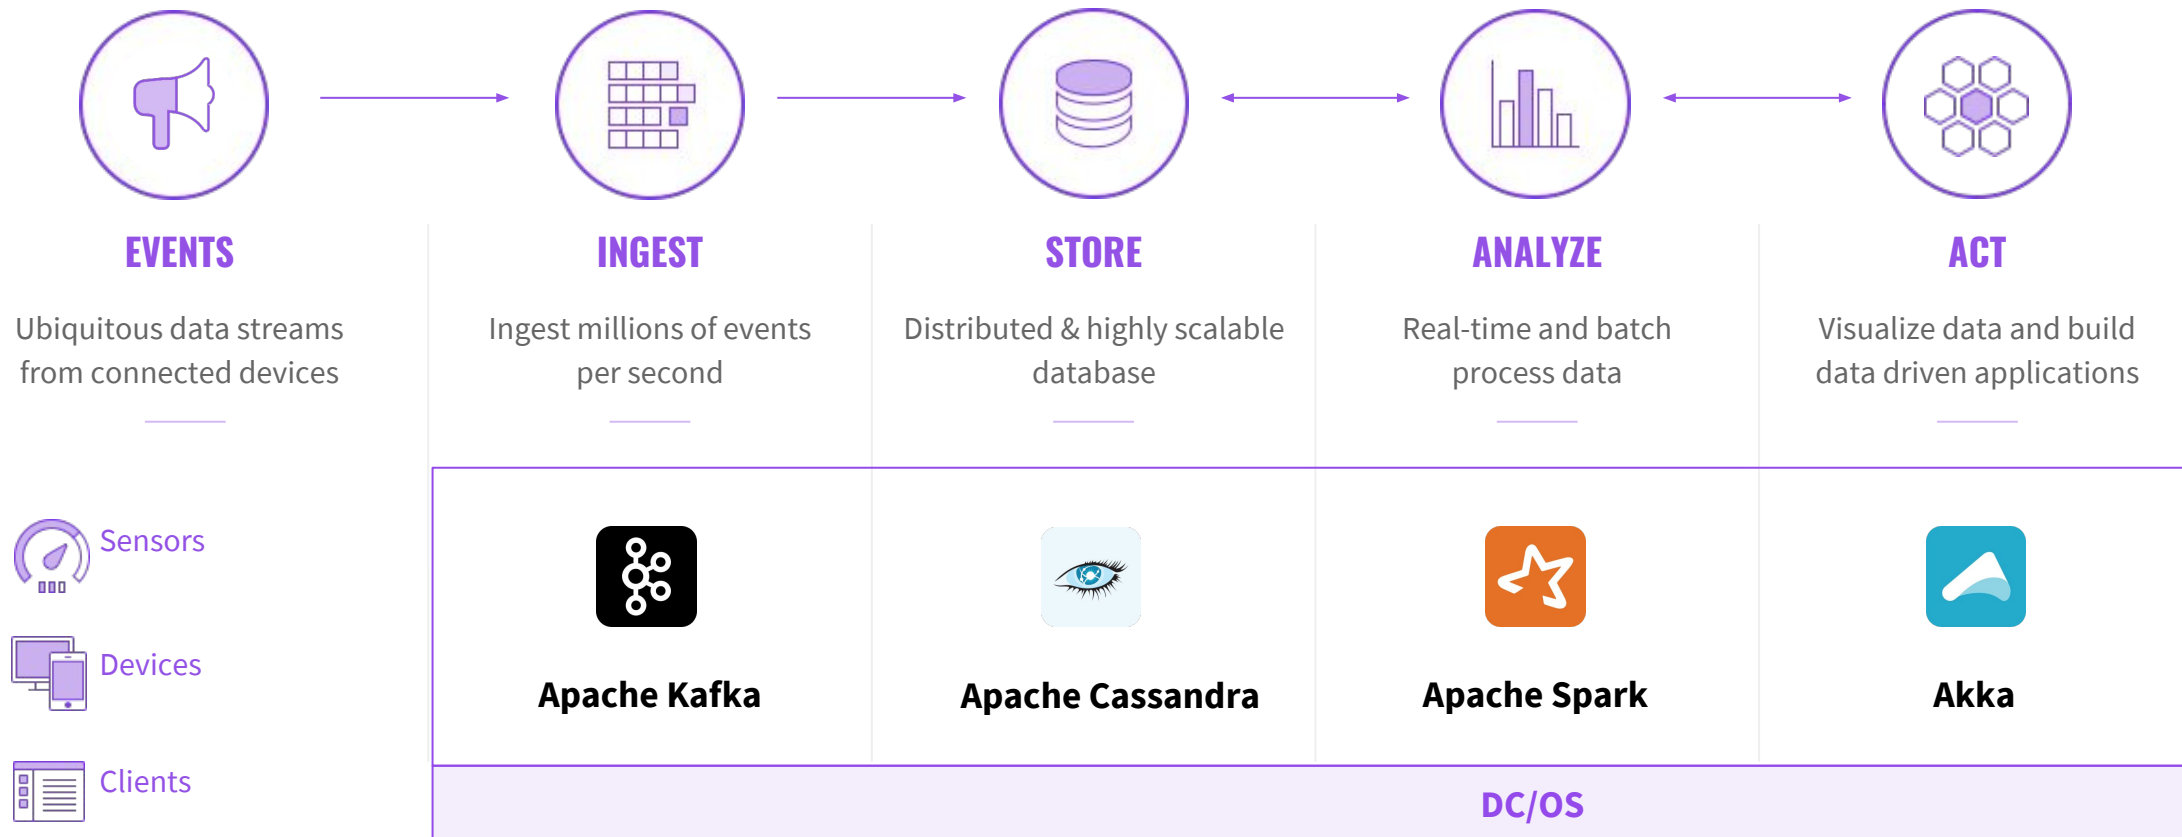 EVENTS
Ubiquitous data streams
from connected devices
Sensors
Devices
Clients
INGEST
Ingest millions of events
per second
Apache Kafka
STORE
Distributed & highly scalable
database
Apache Cassandra
ANALYZE
Real-time and batch
process data
Apache Spark
ACT
Visualize data and build
data driven applications
Akka
DC/OS